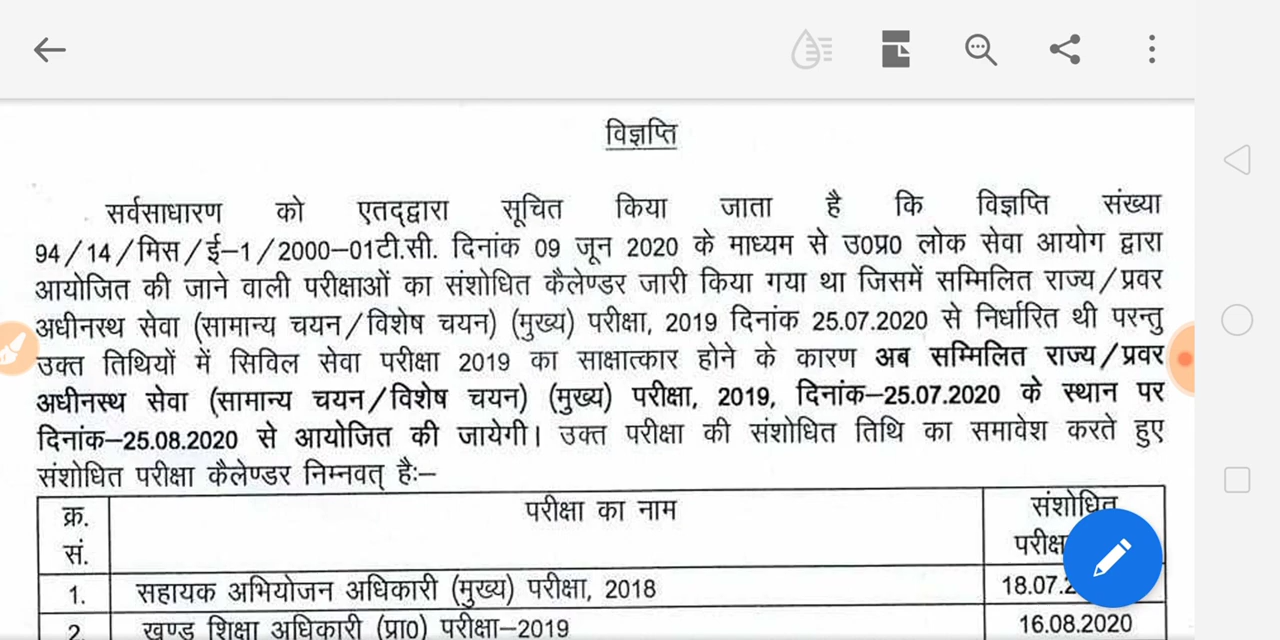 विज्ञप्ति
सर्वसाधारण को एतद्द्वारा सूचित किया जाता है कि विज्ञप्ति संख्या
94/14/मिस/ई–1/2000–01टी.सी. दिनांक 09 जून 2020 के माध्यम से उ0प्र0 लोक सेवा आयोग द्वारा
आयोजित की जाने वाली परीक्षाओं का संशोधित कैलेण्डर जारी किया गया था जिसमें सम्मिलित राज्य/प्रवर
अधीनस्थ सेवा (सामान्य चयन/विशेष चयन) (मुख्य) परीक्षा, 2019 दिनांक 25.07.2020 से निर्धारित थी परन्तु
उक्त तिथियों में सिविल सेवा परीक्षा 2019 का साक्षात्कार होने के कारण अब सम्मिलित राज्य/प्रवर
अधीनस्थ सेवा (सामान्य चयन/विशेष चयन) (मुख्य) परीक्षा, 2019, दिनांक–25.07.2020 के स्थान पर
दिनांक–25.08.2020 से आयोजित की जायेगी। उक्त परीक्षा की संशोधित तिथि का समावेश करते हुए
संशोधित परीक्षा कैलेण्डर निम्नवत् हैः–
क्र. सं. परीक्षा का नाम संशोधित
1. सहायक अभियोजन अधिकारी (मुख्य) परीक्षा, 2018 18.07.
2. खण्ड शिक्षा अधिकारी (प्रा0) परीक्षा–2019 16.08.2020